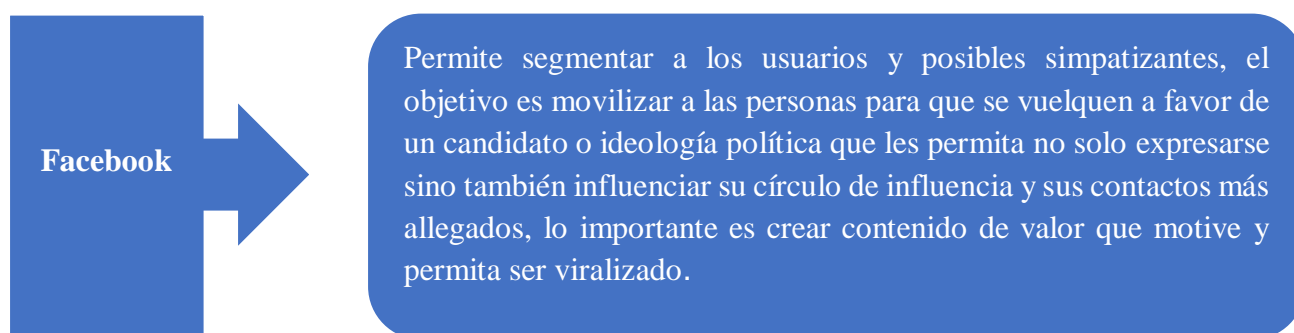 Facebook
Permite segmentar a los usuarios y posibles simpatizantes, el
objetivo es movilizar a las personas para que se vuelquen a favor de
un candidato o ideología política que les permita no solo expresarse
sino también influenciar su círculo de influencia y sus contactos más
allegados, lo importante es crear contenido de valor que motive y
permita ser viralizado.